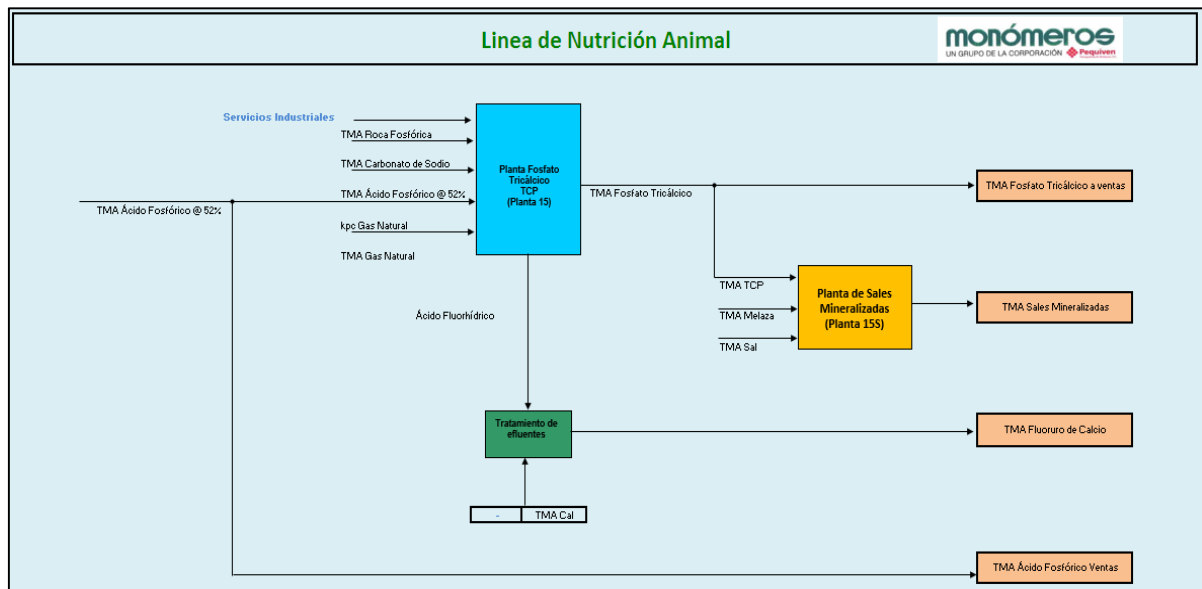 Linea de Nutrición Animal
monómeros
UN GRUPO DE LA CORPORACIÓN Pequiven
Servicios Industriales
TMA Roca Fosfórica
TMA Carbonato de Sodio
TMA Ácido Fosfórico @ 52%
kpc Gas Natural
TMA Gas Natural
TMA Ácido Fosfórico @ 52%
Planta Fosfato
Tricálcico
TCP
(Planta 15)
TMA Fosfato Tricálcico
TMA Fosfato Tricálcico a ventas
TMA TCP
TMA Melaza
TMA Sal
Planta de Sales
Mineralizadas
(Planta 15S)
TMA Sales Mineralizadas
Ácido Fluorhídrico
Tratamiento de
efluentes
TMA Fluoruro de Calcio
- TMA Cal
TMA Ácido Fosfórico Ventas